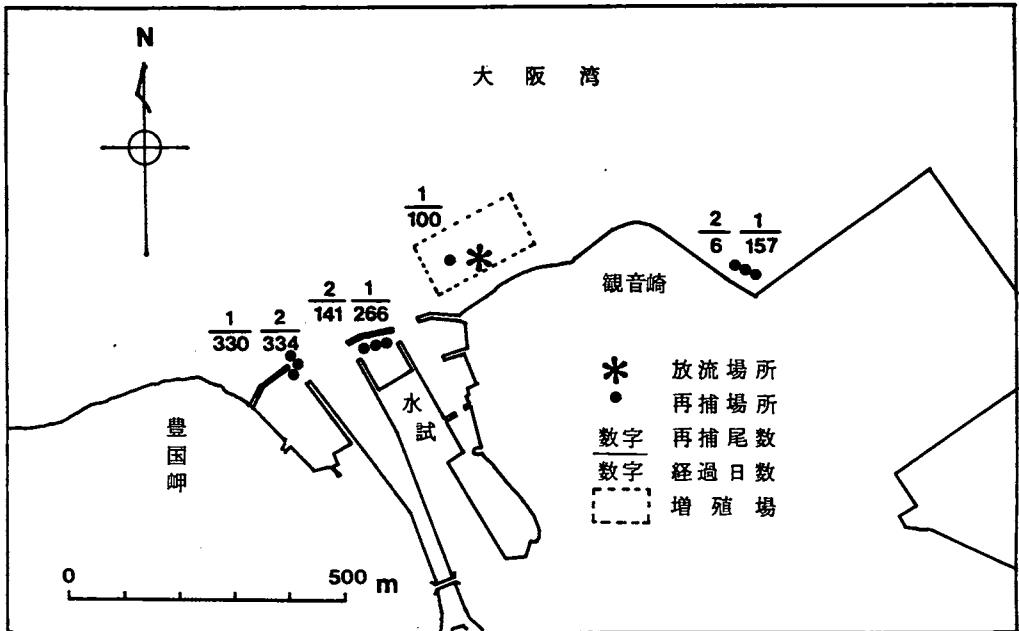 N
大阪湾
1
100
2 1
6 157
観音崎
2 1
141 266
1 2
330 334
水試
豊国岬
放流場所
再捕場所
数字 再捕尾数
数字 経過日数
増殖場
0 500 m